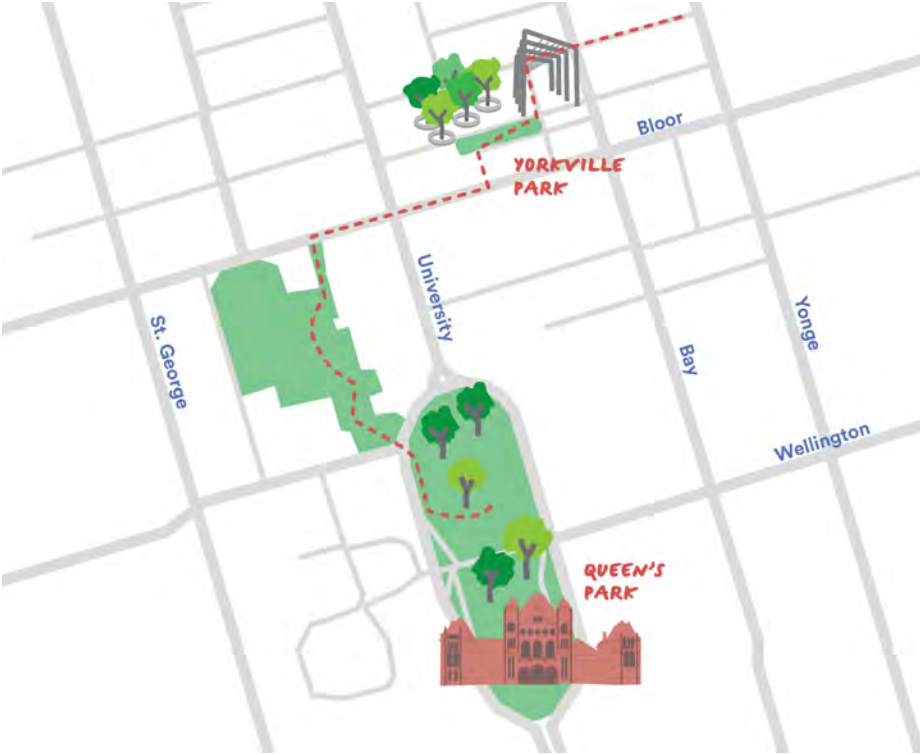 Bloor
YORKVILLE
PARK
University
St. George
Yonge
Bay
Wellington
QUEEN'S
PARK